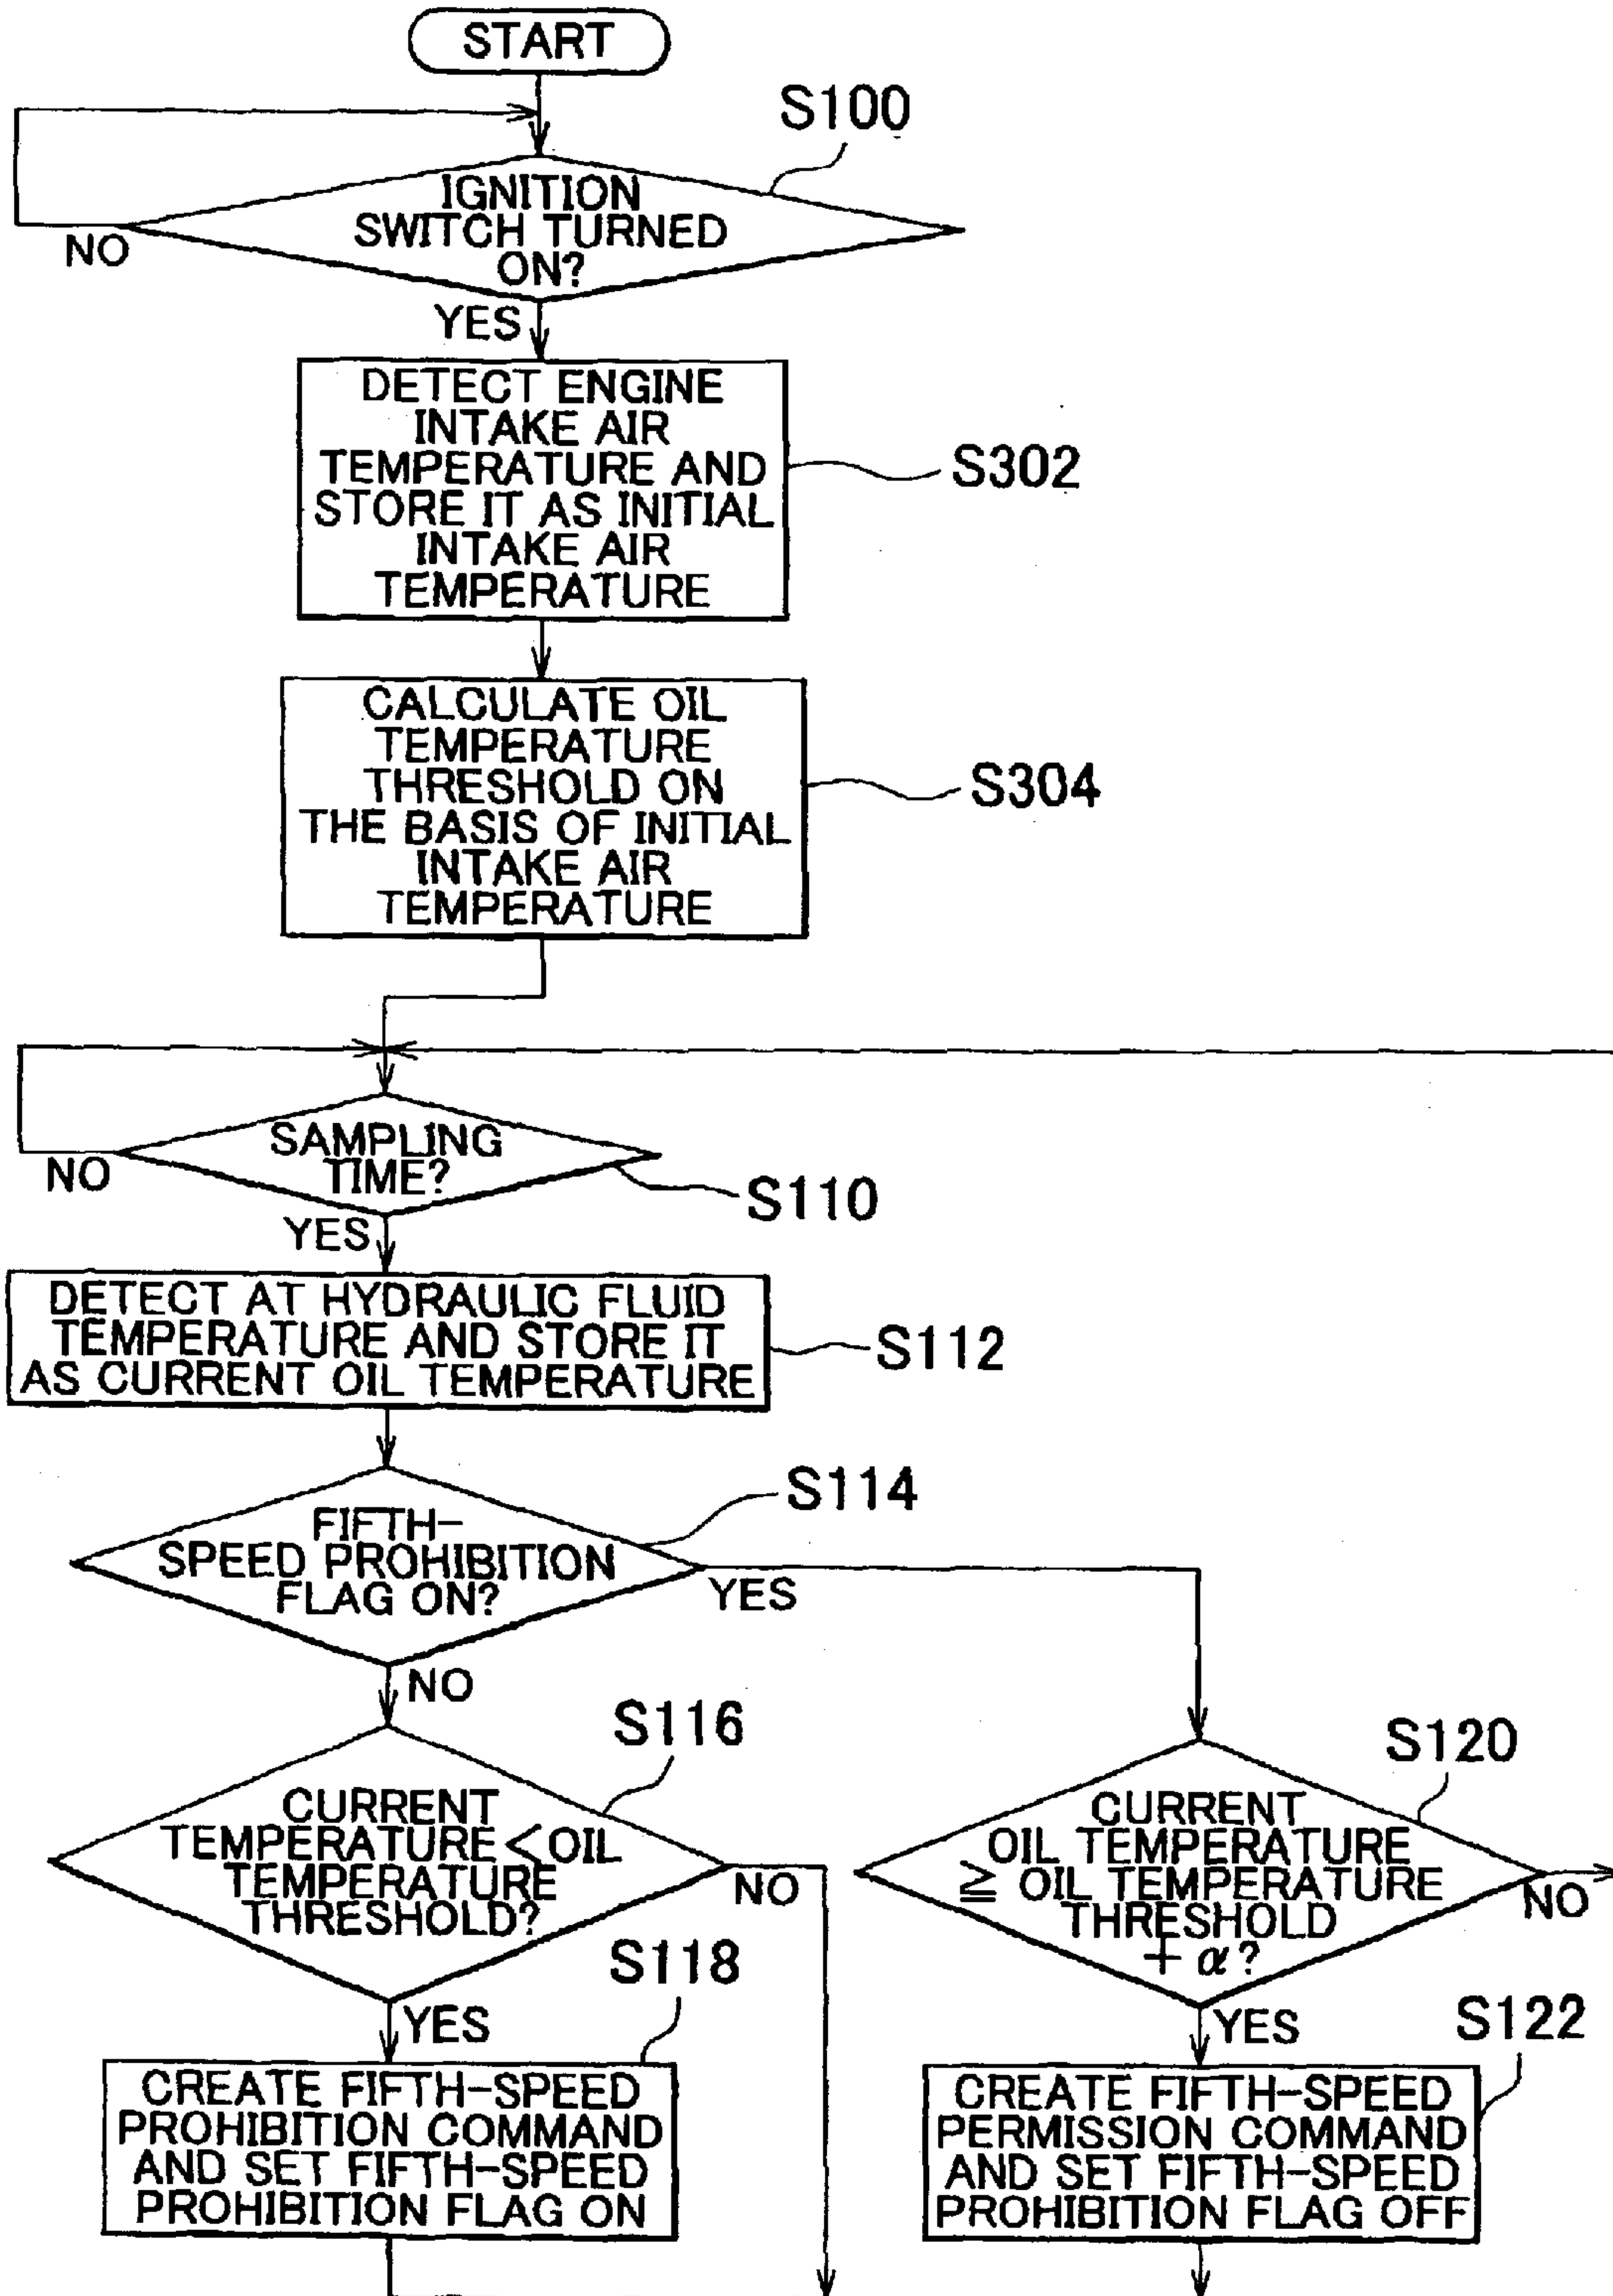 START
S100
IGNITION
SWITCH TURNED
ON?
NO
YES
DETECT ENGINE
INTAKE AIR
TEMPERATURE AND
STORE IT AS INITIAL
INTAKE AIR
TEMPERATURE
S302
CALCULATE OIL
TEMPERATURE
THRESHOLD ON
THE BASIS OF INITIAL
INTAKE AIR
TEMPERATURE
S304
SAMPLING
TIME?
NO
S110
YES
DETECT AT HYDRAULIC FLUID
TEMPERATURE AND STORE IT
AS CURRENT OIL TEMPERATURE
S112
S114
FIFTH-
SPEED PROHIBITION
FLAG ON?
YES
NO
S116
CURRENT
TEMPERATURE<OIL
TEMPERATURE
THRESHOLD?
NO
S120
CURRENT
OIL TEMPERATURE
≧ OIL TEMPERATURE
THRESHOLD
+ α?
NO
S118
YES
CREATE FIFTH-SPEED
PROHIBITION COMMAND
AND SET FIFTH-SPEED
PROHIBITION FLAG ON
YES
S122
CREATE FIFTH-SPEED
PERMISSION COMMAND
AND SET FIFTH-SPEED
PROHIBITION FLAG OFF